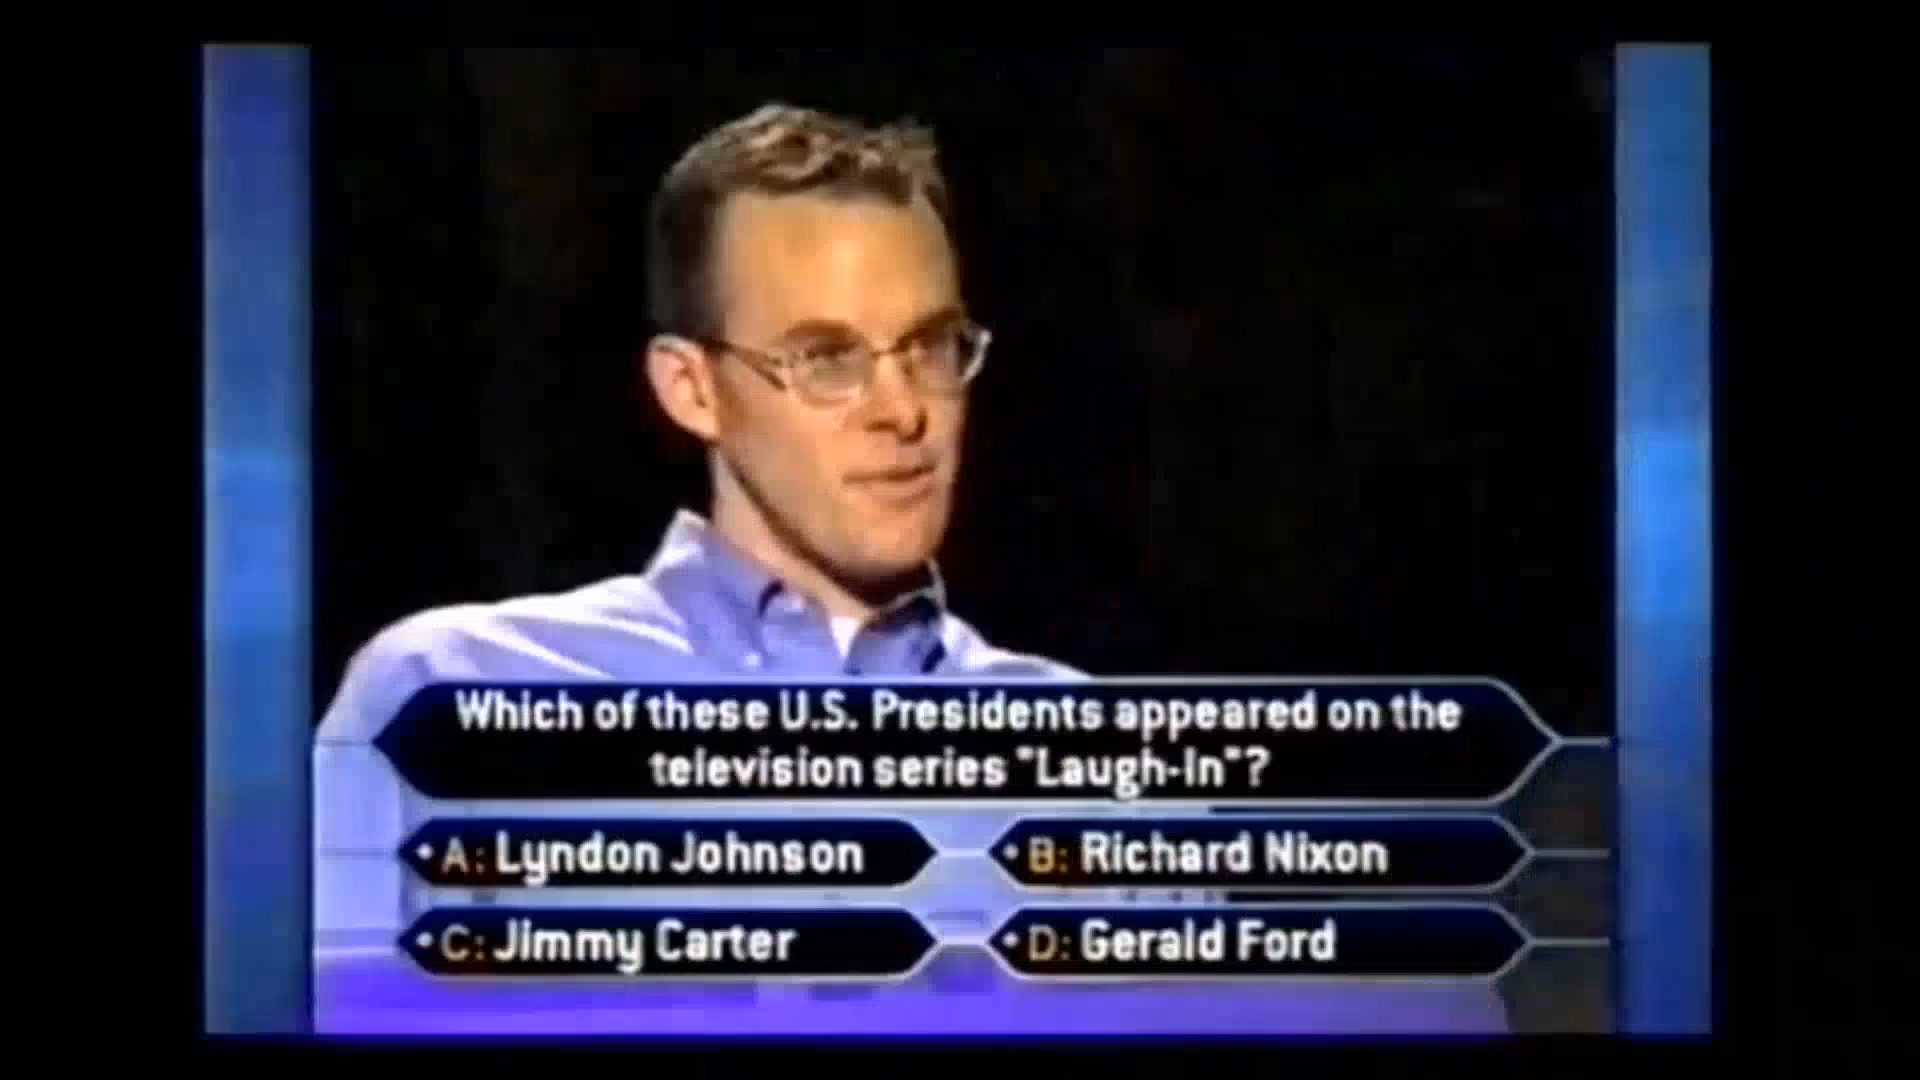 Which of these U.S. Presidents appeared on the
television series "Laugh-In"?
A: Lyndon Johnson
B: Richard Nixon
C: Jimmy Carter
D: Gerald Ford